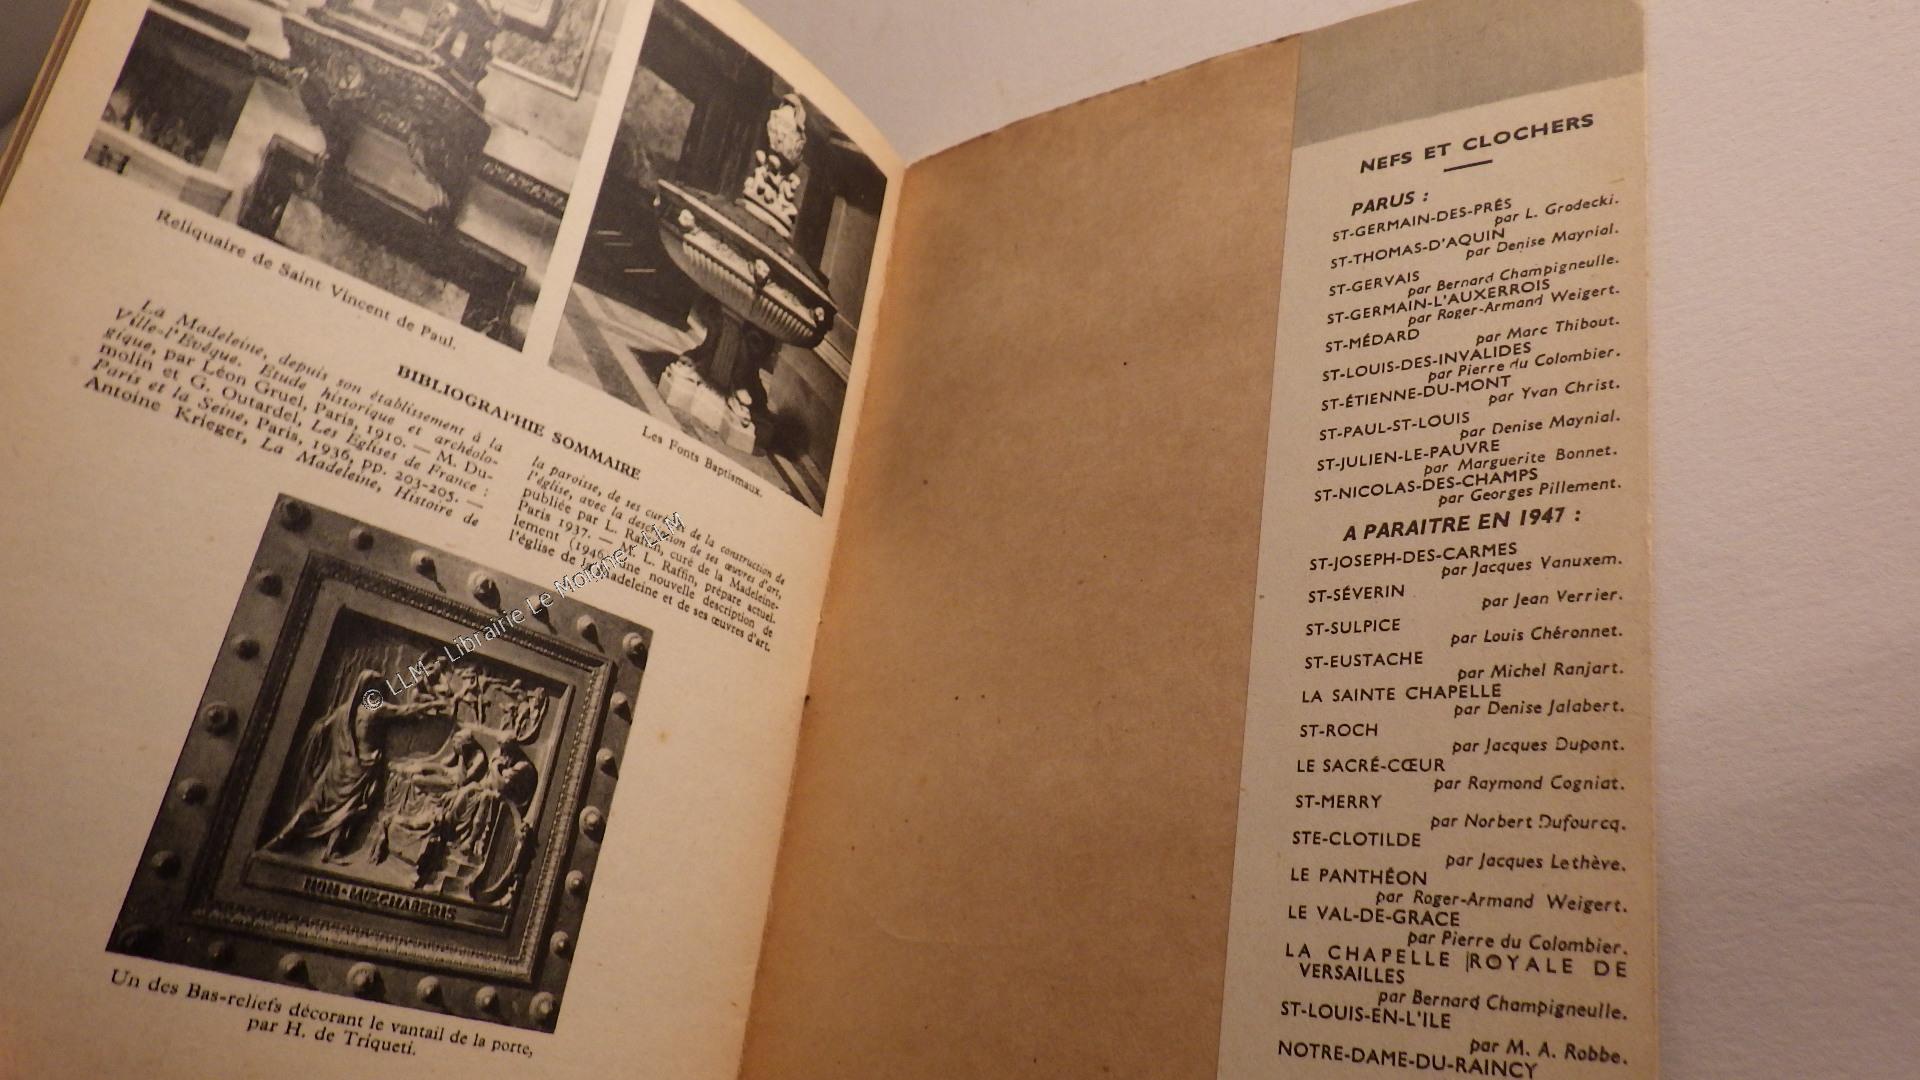 Reliquaire de Saint Vincent de Paul.
Les Fonts Baptismaux.
BIBLIOGRAPHIE SOMMAIRE
La Madeleine, depuis son établissement à la
Ville-l'Evêque. Etude historique et archéolo-
gique, par Léon Gruel, Paris, 1910. — M. Du-
molin et G. Outardel, Les Eglises de France :
Paris et la Seine, Paris, 1936, pp. 203-205. —
Antoine Krieger, La Madeleine, Histoire de
la paroisse, de ses curés, de la construction de
l'église, avec la description de ses œuvres d'art,
publiée par L. Raffin, curé de la Madeleine-
Paris 1937. — M. L. Raffin, prépare actuel.
lement (1946) une nouvelle description de
l'église de la Madeleine et de ses œuvres d'art.
© LLM - Librairie Le Moigne - LLM
NON·MŒCHABERIS
Un des Bas-reliefs décorant le vantail de la porte,
par H. de Triqueti.
NEFS ET CLOCHERS
PARUS :
ST-GERMAIN-DES-PRÉS
par L. Grodecki.
ST-THOMAS-D'AQUIN
par Denise Maynial.
ST-GERVAIS
par Bernard Champigneulle.
ST-GERMAIN-L'AUXERROIS
par Roger-Armand Weigert.
ST-MÉDARD
par Marc Thibout.
ST-LOUIS-DES-INVALIDES
par Pierre du Colombier.
ST-ÉTIENNE-DU-MONT
par Yvan Christ.
ST-PAUL-ST-LOUIS
par Denise Maynial.
ST-JULIEN-LE-PAUVRE
par Marguerite Bonnet.
ST-NICOLAS-DES-CHAMPS
par Georges Pillement.
A PARAITRE EN 1947 :
ST-JOSEPH-DES-CARMES
par Jacques Vanuxem.
ST-SÉVERIN
par Jean Verrier.
ST-SULPICE
par Louis Chéronnet.
ST-EUSTACHE
par Michel Ranjart.
LA SAINTE CHAPELLE
par Denise Jalabert.
ST-ROCH
par Jacques Dupont.
LE SACRÉ-CŒUR
par Raymond Cogniat.
ST-MERRY
par Norbert Dufourcq.
STE-CLOTILDE
par Jacques Lethève.
LE PANTHÉON
par Roger-Armand Weigert.
LE VAL-DE-GRACE
par Pierre du Colombier.
LA CHAPELLE ROYALE DE
VERSAILLES
par Bernard Champigneulle.
ST-LOUIS-EN-L'ILE
par M. A. Robbe.
NOTRE-DAME-DU-RAINCY